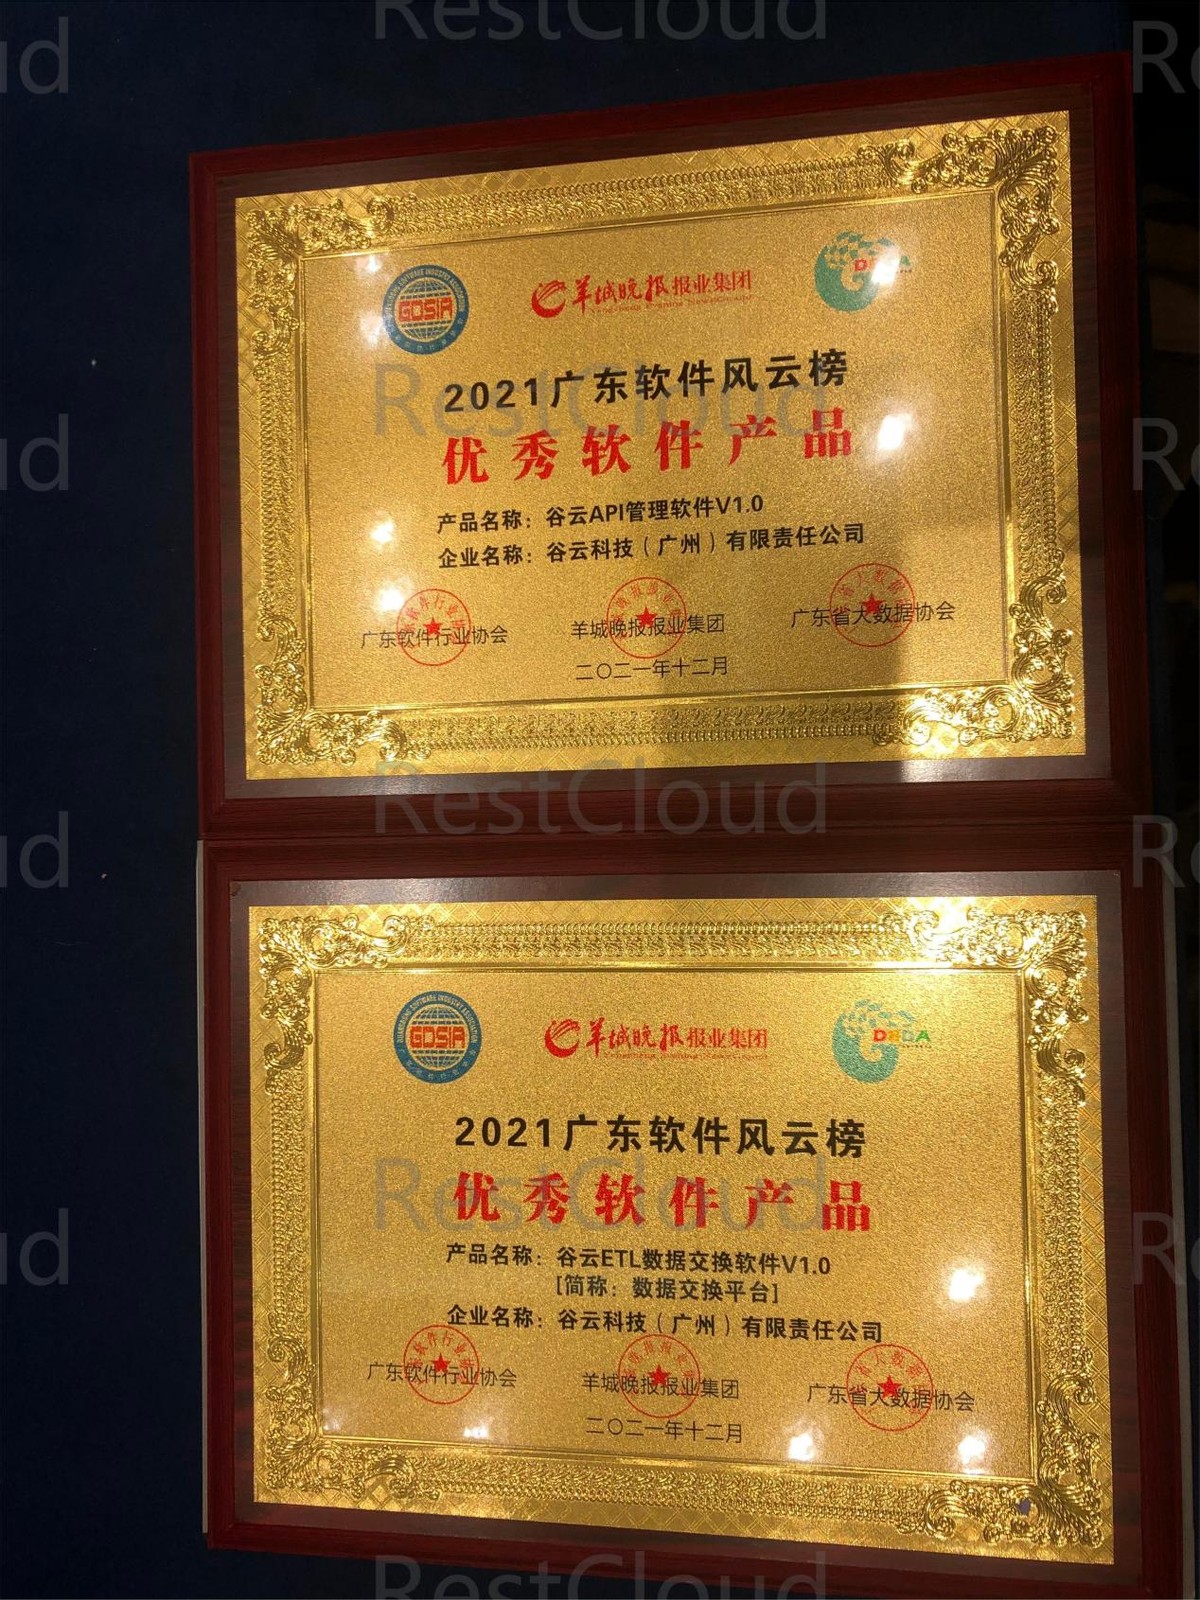 RestCloud
GDSIA
羊城晚报报业集团
2021广东软件风云榜
优秀软件产品
产品名称：谷云API管理软件V1.0
企业名称：谷云科技（广州）有限责任公司
广东软件行业协会 羊城晚报报业集团 广东省大数据协会
二〇二一年十二月
RestCloud
RestCloud
GUANGDONG SOFTWARE INDUSTRY ASSOCIATION
GDSIA
羊城晚报报业集团
2021广东软件风云榜
优秀软件产品
产品名称：谷云ETL数据交换软件V1.0
[简称：数据交换平台]
企业名称：谷云科技（广州）有限责任公司
广东软件行业协会 羊城晚报报业集团 广东省大数据协会
二〇二一年十二月
RestCloud
RestCloud